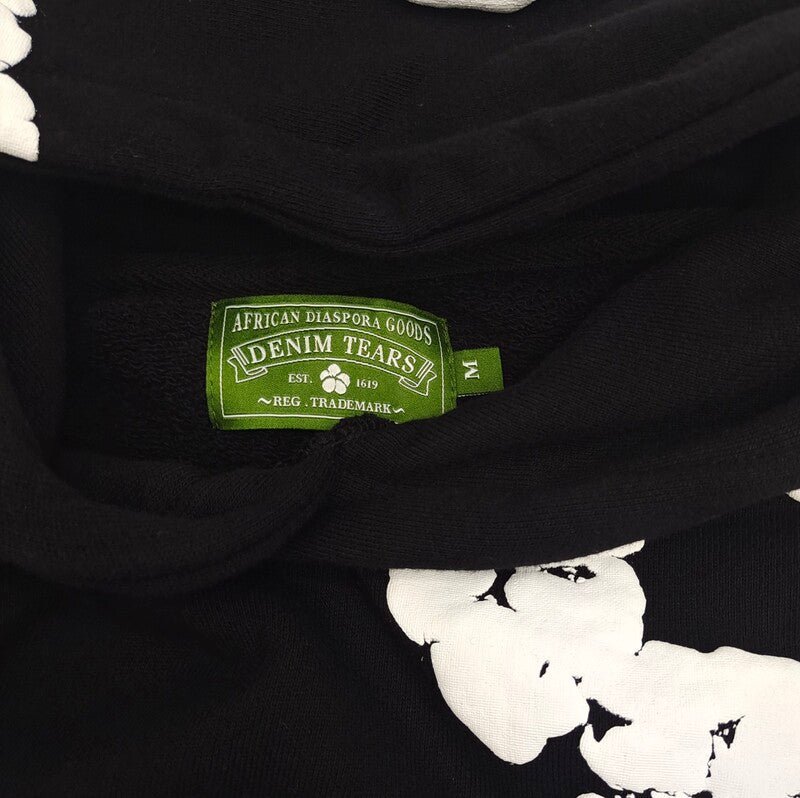 AFRICAN DIASPORA GOODS
DENIM TEARS
EST. 1619
~REG. TRADEMARK~
M